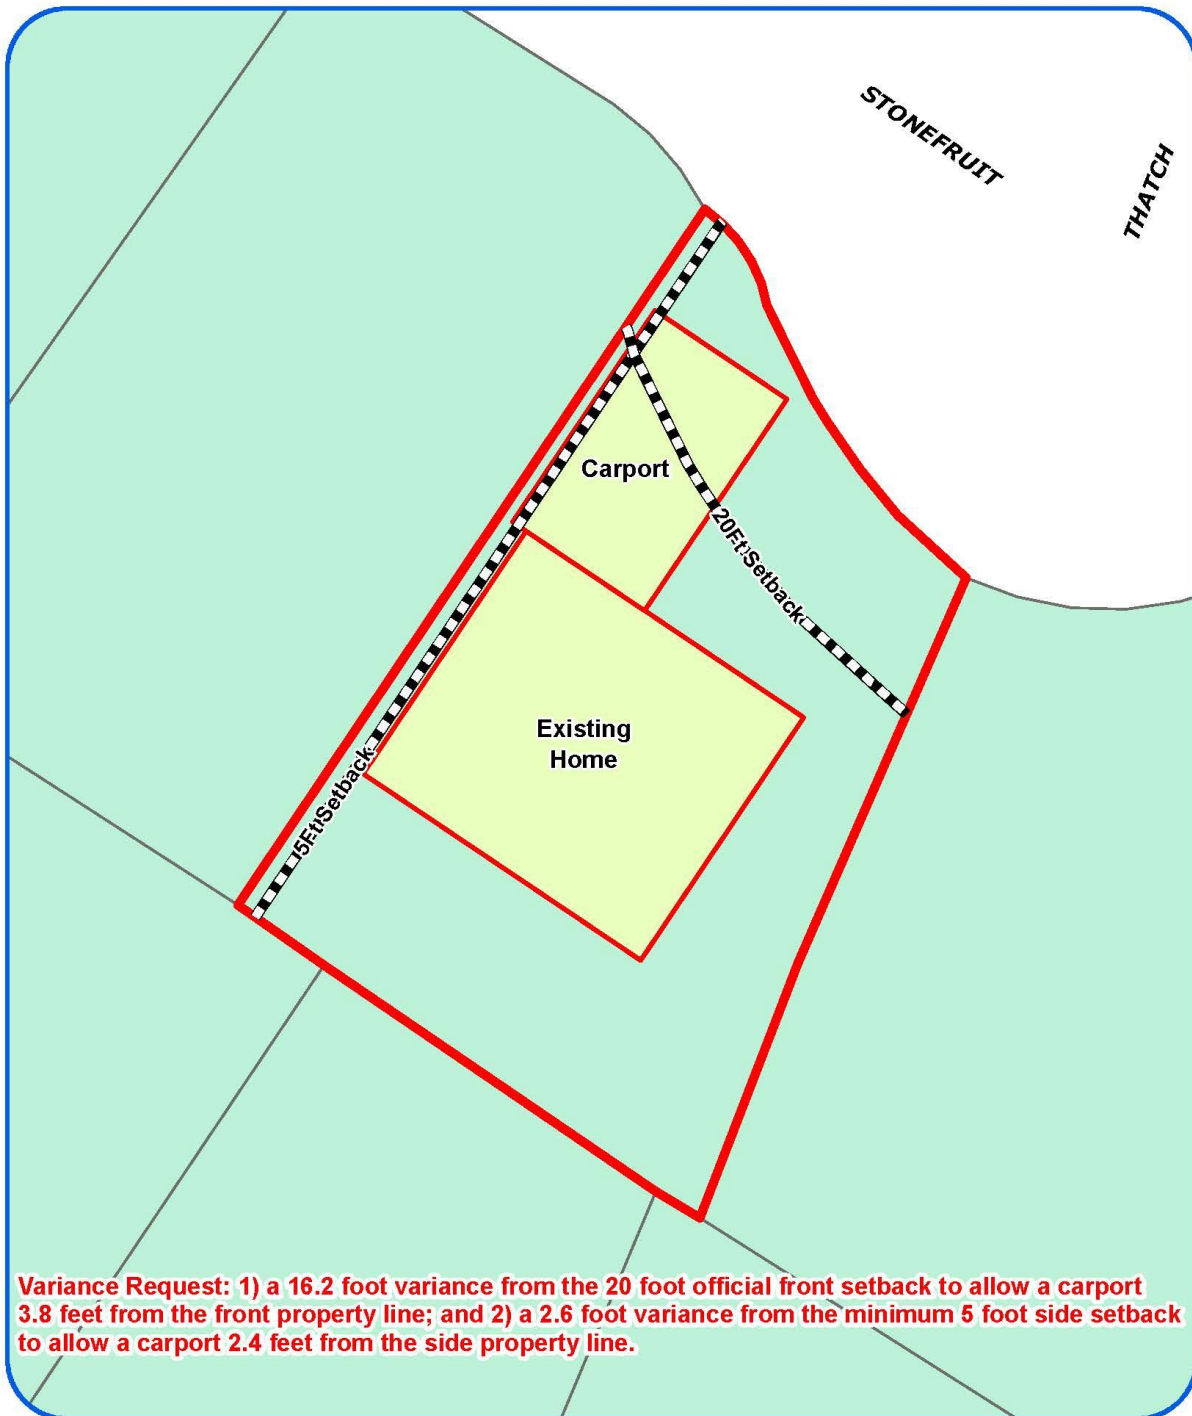 STONEFRUIT
THATCH
Carport
20Ft Setback
Existing
Home
5Ft Setback
Variance Request: 1) a 16.2 foot variance from the 20 foot official front setback to allow a carport
3.8 feet from the front property line; and 2) a 2.6 foot variance from the minimum 5 foot side setback
to allow a carport 2.4 feet from the side property line.